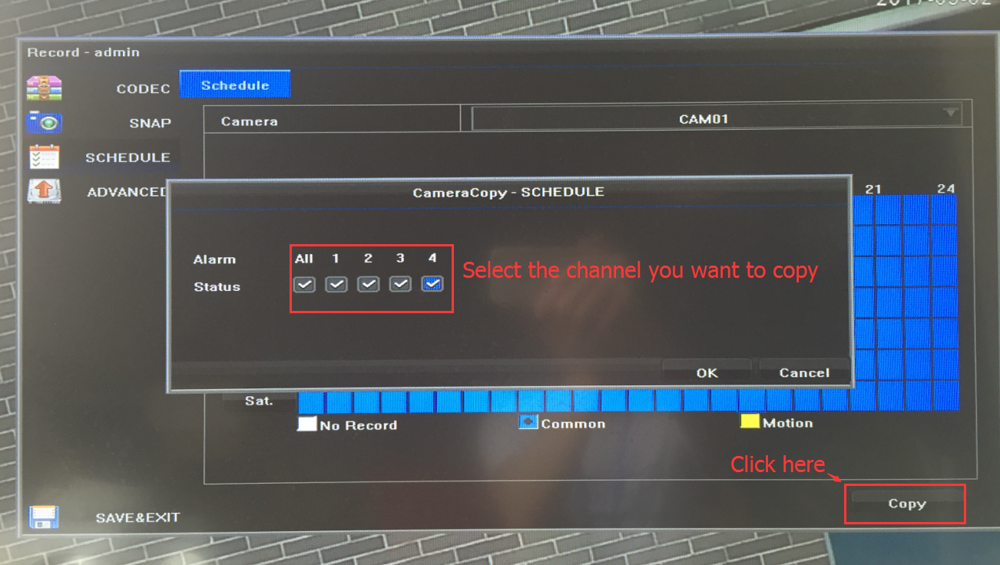 Record - admin
CODEC
Schedule
SNAP
Camera
CAM01
SCHEDULE
ADVANCED
21 24
CameraCopy - SCHEDULE
Alarm All 1 2 3 4
Select the channel you want to copy
Status
OK Cancel
Sat.
No Record Common Motion
Click here
Copy
SAVE&EXIT